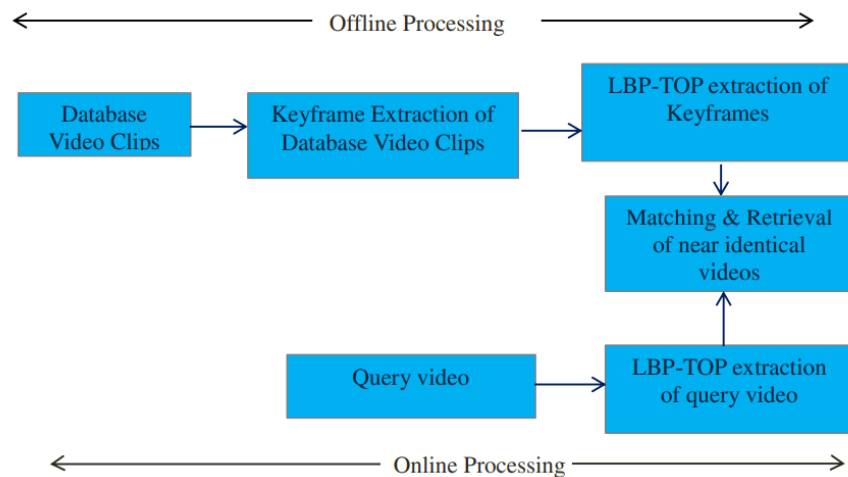 Offline Processing
Database
Video Clips
Keyframe Extraction of
Database Video Clips
LBP-TOP extraction of
Keyframes
Matching & Retrieval
of near identical
videos
Query video
LBP-TOP extraction
of query video
Online Processing